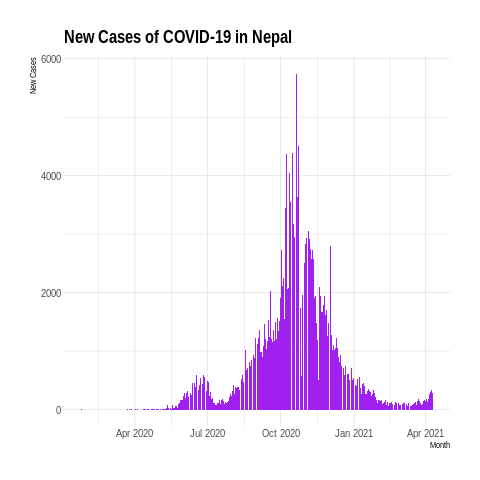 New Cases of COVID-19 in Nepal
New Cases
6000
4000
2000
0
Apr 2020 Jul 2020 Oct 2020 Jan 2021 Apr 2021
Month